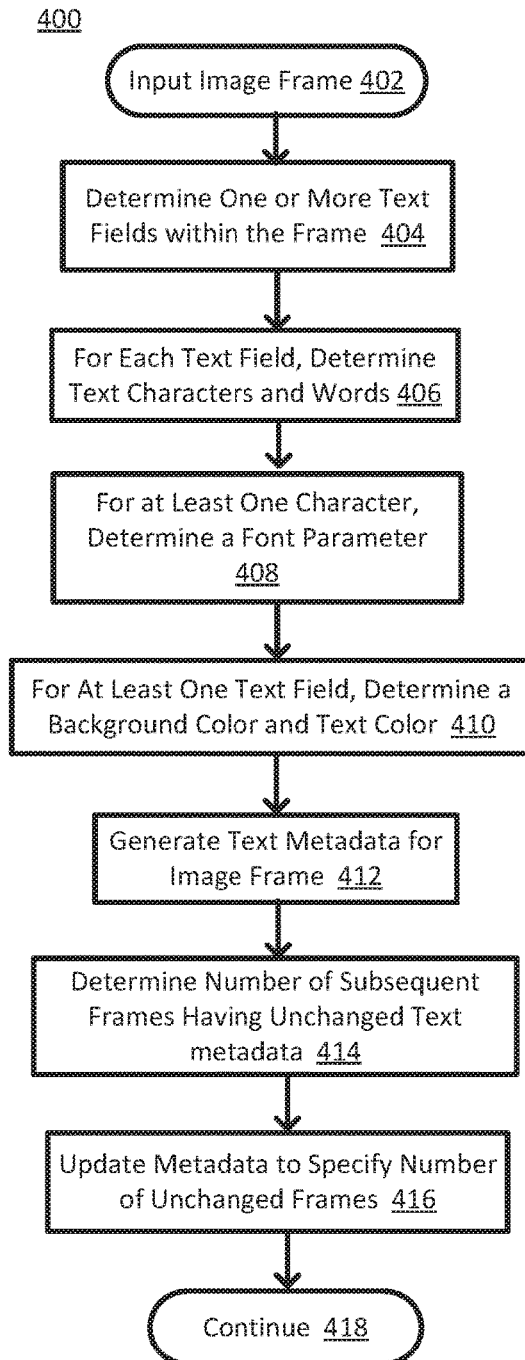 400
Input Image Frame 402
Determine One or More Text
Fields within the Frame 404
For Each Text Field, Determine
Text Characters and Words 406
For at Least One Character,
Determine a Font Parameter
408
For At Least One Text Field, Determine a
Background Color and Text Color 410
Generate Text Metadata for
Image Frame 412
Determine Number of Subsequent
Frames Having Unchanged Text
metadata 414
Update Metadata to Specify Number
of Unchanged Frames 416
Continue 418